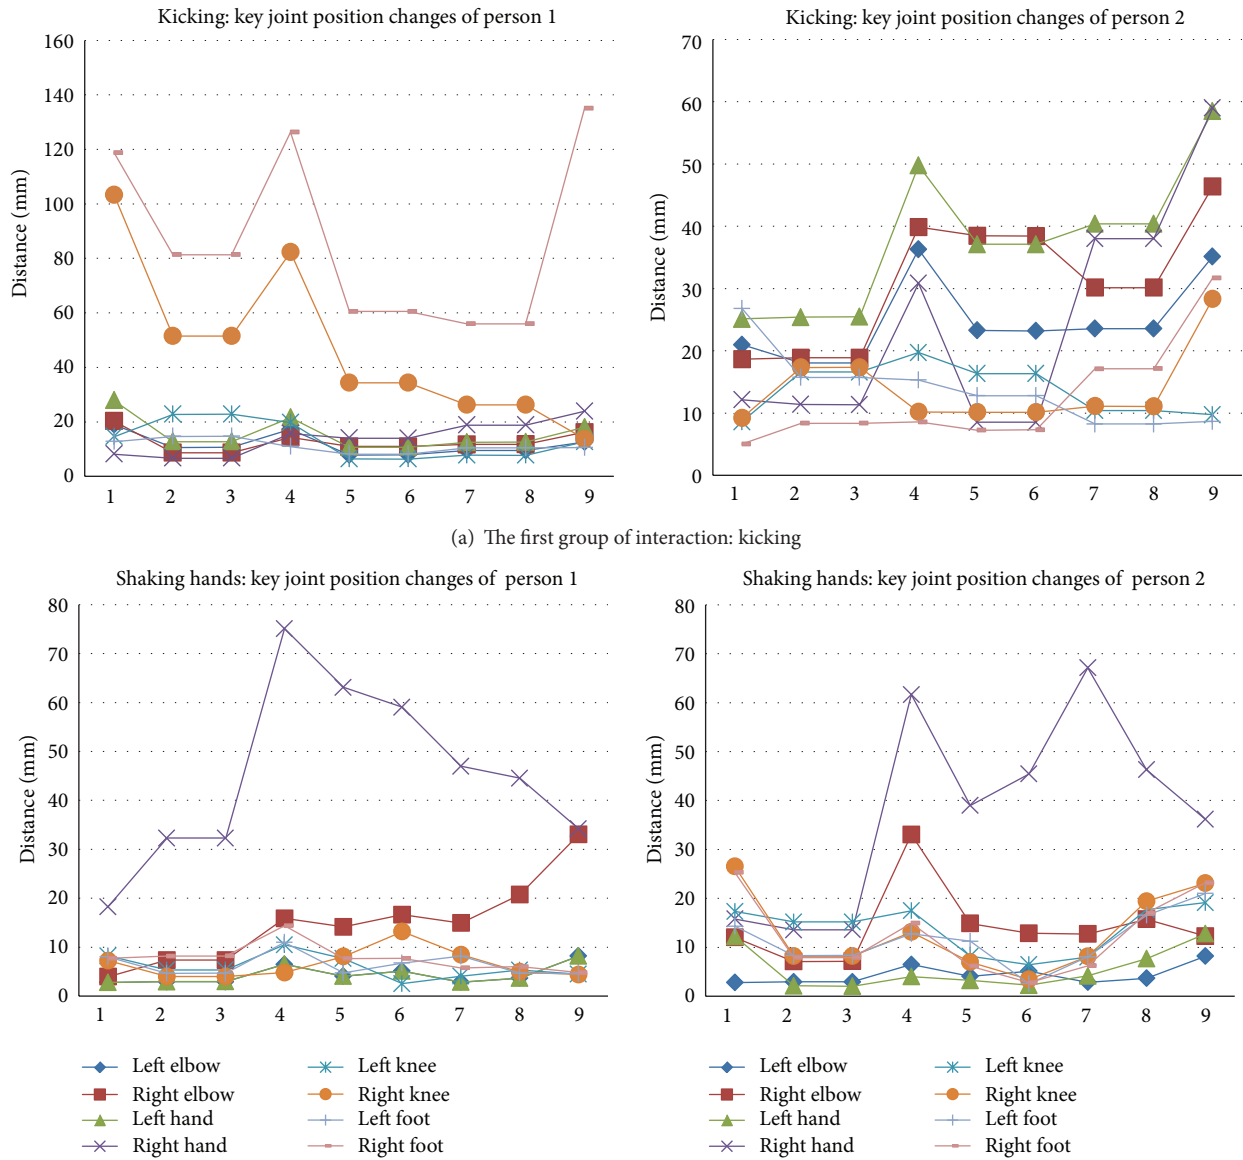 Kicking: key joint position changes of person 1
160
140
120
100
80
60
40
20
0
Distance (mm)
1 2 3 4 5 6 7 8 9
Kicking: key joint position changes of person 2
70
60
50
40
30
20
10
0
Distance (mm)
1 2 3 4 5 6 7 8 9
(a) The first group of interaction: kicking
Shaking hands: key joint position changes of person 1
80
70
60
50
40
30
20
10
0
Distance (mm)
1 2 3 4 5 6 7 8 9
Left elbow
Right elbow
Left hand
Right hand
Left knee
Right knee
Left foot
Right foot
Shaking hands: key joint position changes of person 2
80
70
60
50
40
30
20
10
0
Distance (mm)
1 2 3 4 5 6 7 8 9
Left elbow
Right elbow
Left hand
Right hand
Left knee
Right knee
Left foot
Right foot